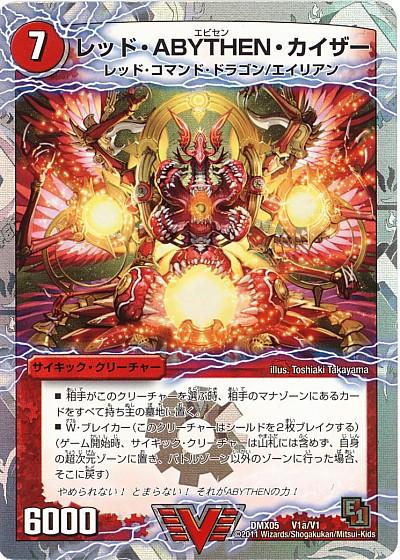 7
エビセン
レッド・ABYTHEN・カイザー
レッド・コマンド・ドラゴン/エイリアン
illus. Toshiaki Takayama
サイキック・クリーチャー
■ 相手がこのクリーチャーを選ぶ時、相手のマナゾーンにあるカー
ドをすべて持ち主の墓地に置く。
■ W・ブレイカー(このクリーチャーはシールドを2枚ブレイクする)
(ゲーム開始時、サイキック・クリーチャーは山札には含めず、自身
の超次元ゾーンに置き、バトルゾーン以外のゾーンに行った場合、
そこに戻す)
やめられない! とまらない! それがABYTHENの力!
6000
V
E1
DMX05 V1a/V1
©2011 Wizards/Shogakukan/Mitsui-Kids